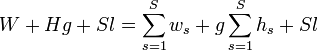 W + Hg + Sl = \sum_{s=1}^{S} w_s + g \sum_{s=1}^{S} h_s + Sl